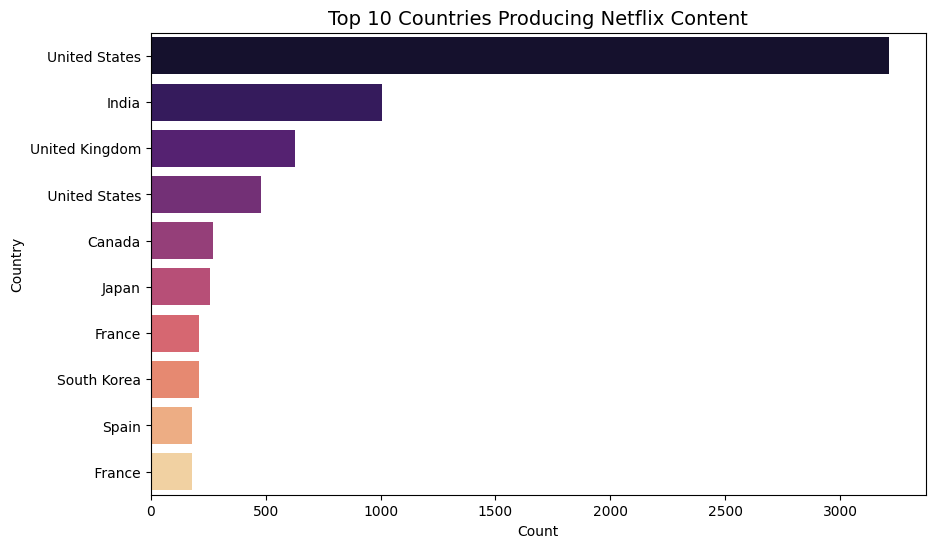 Top 10 Countries Producing Netflix Content
United States
India
United Kingdom
United States
Canada
Japan
France
South Korea
Spain
France
Country
0 500 1000 1500 2000 2500 3000
Count